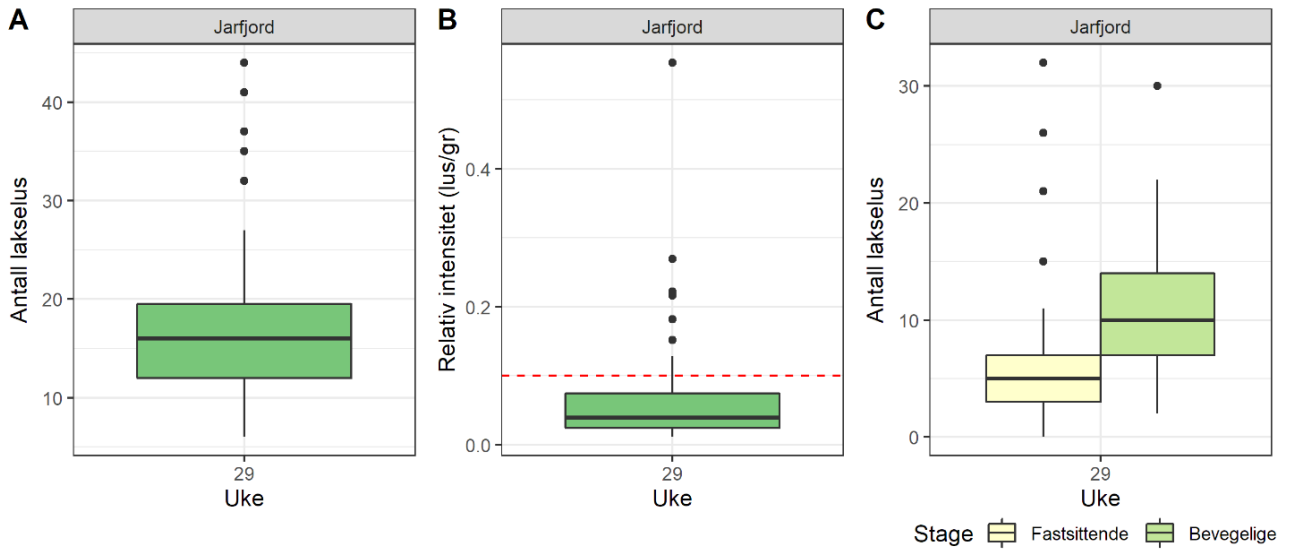 A
Jarfjord
Antall lakselus
40
30
20
10
29
Uke
B
Jarfjord
Relativ intensitet (lus/gr)
0.4
0.2
0.0
29
Uke
C
Jarfjord
Antall lakselus
30
20
10
0
29
Uke
Stage Fastsittende Bevegelige